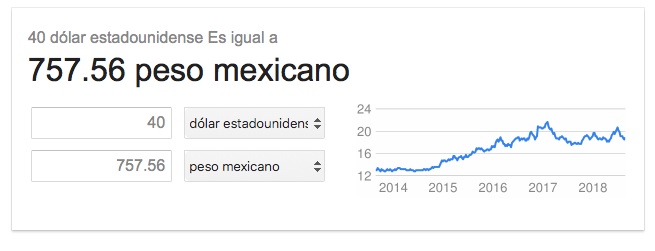 40 dólar estadounidense Es igual a
757.56 peso mexicano
40 dólar estadounidens
757.56 peso mexicano
24
20
16
12
2014 2015 2016 2017 2018